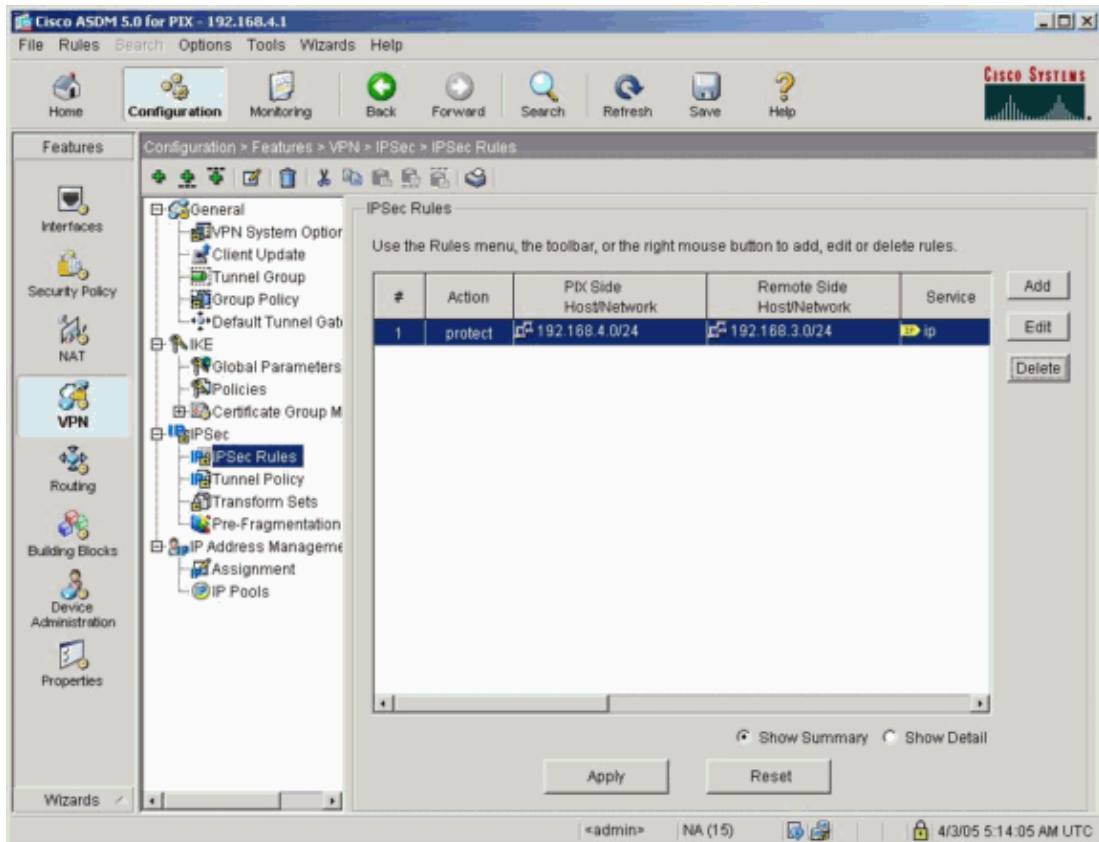 Cisco ASDM 5.0 for PIX - 192.168.4.1
File Rules Search Options Tools Wizards Help
Home
Configuration
Monitoring
Back
Forward
Search
Refresh
Save
Help
CISCO SYSTEMS
Features
Configuration > Features > VPN > IPSec > IPSec Rules
Interfaces
Security Policy
NAT
VPN
Routing
Building Blocks
Device
Administration
Properties
Wizards
General
VPN System Option
Client Update
Tunnel Group
Group Policy
Default Tunnel Gat
IKE
Global Parameters
Policies
Certificate Group M
IPSec
IPSec Rules
Tunnel Policy
Transform Sets
Pre-Fragmentation
IP Address Manageme
Assignment
IP Pools
IPSec Rules
Use the Rules menu, the toolbar, or the right mouse button to add, edit or delete rules.
# Action PIX Side Host/Network Remote Side Host/Network Service
1 protect 192.168.4.0/24 192.168.3.0/24 IP ip
Add
Edit
Delete
Show Summary Show Detail
Apply Reset
<admin> NA (15) 4/3/05 5:14:05 AM UTC